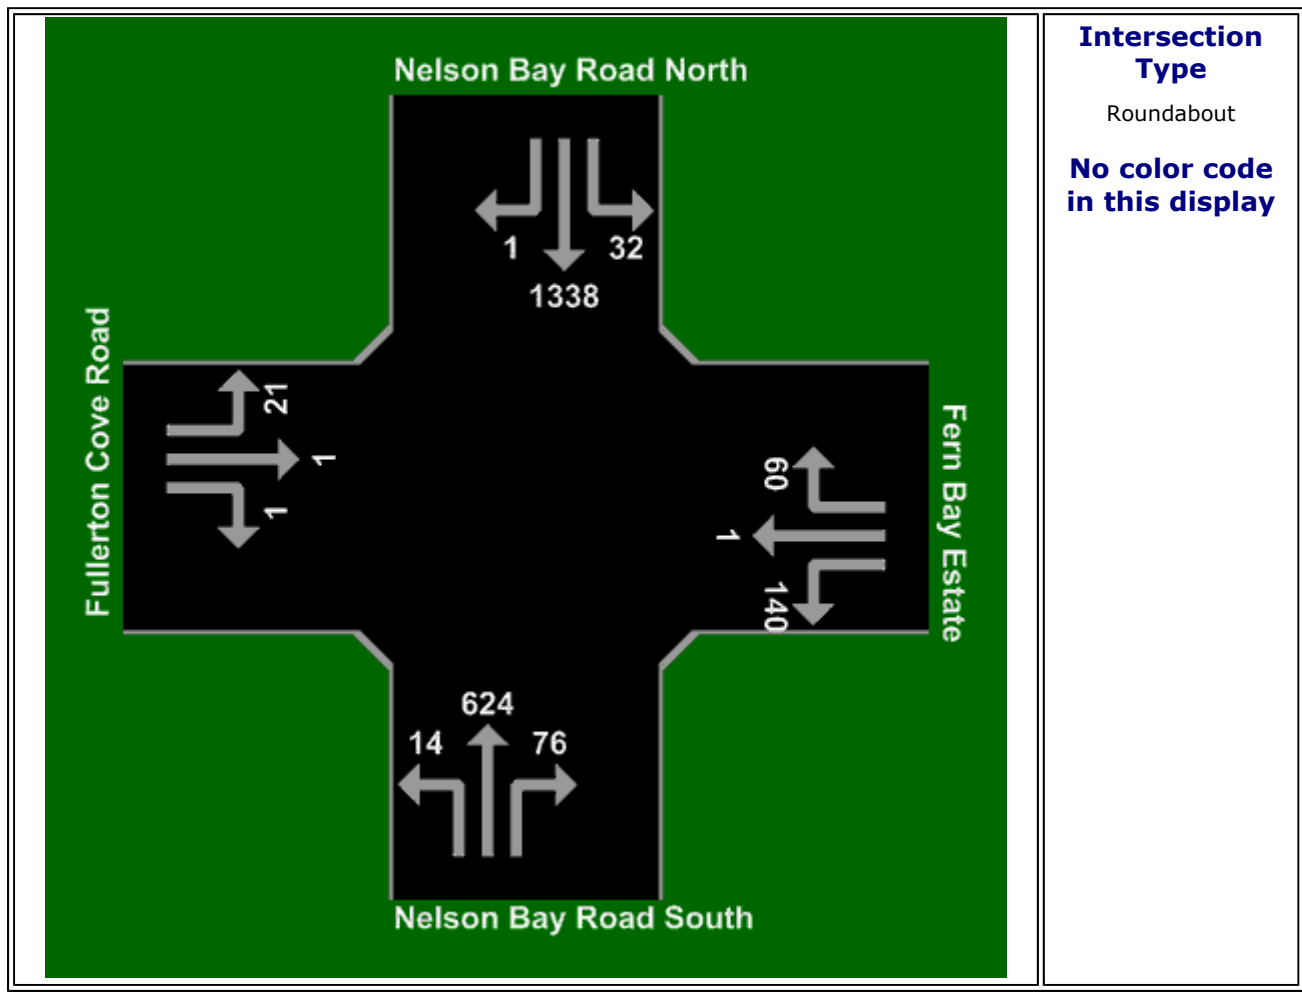 Nelson Bay Road North
1
32
1338
Fullerton Cove Road
21
1
1
60
1
140
Fern Bay Estate
624
14
76
Nelson Bay Road South
Intersection
Type
Roundabout
No color code
in this display